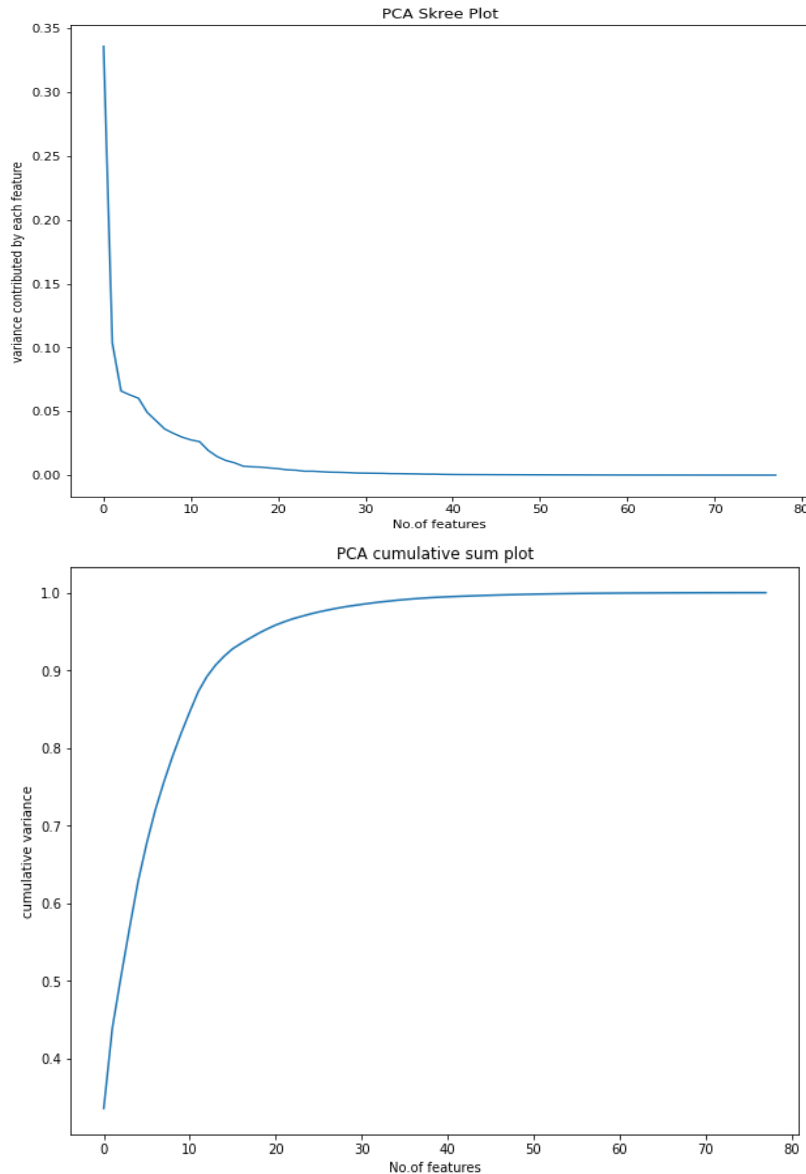 PCA Skree Plot
0.35
0.30
0.25
0.20
0.15
0.10
0.05
0.00
variance contributed by each feature
0 10 20 30 40 50 60 70 80
No.of features
PCA cumulative sum plot
1.0
0.9
0.8
0.7
0.6
0.5
0.4
cumulative variance
0 10 20 30 40 50 60 70 80
No.of features